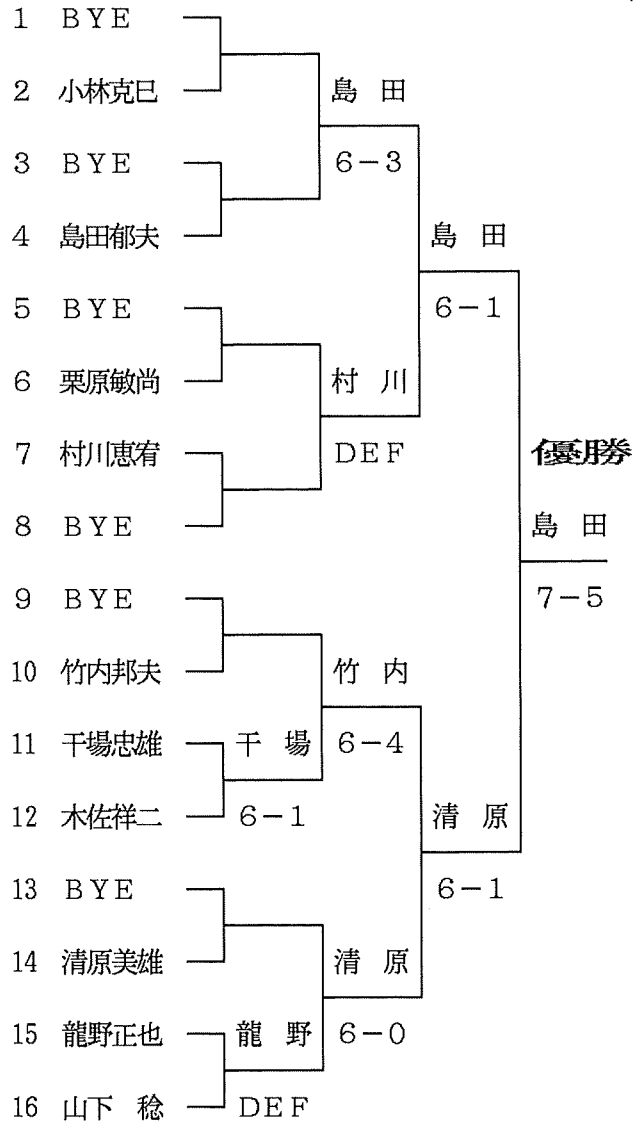 1 BYE
2 小林克巳 島田
3 BYE 6-3
4 島田郁夫 島田
5 BYE 6-1
6 栗原敏尚 村川
7 村川恵宥 DEF 優勝
8 BYE 島田
9 BYE 7-5
10 竹内邦夫 竹内
11 干場忠雄 干場 6-4
12 木佐祥二 6-1 清原
13 BYE 6-1
14 清原美雄 清原
15 龍野正也 龍野 6-0
16 山下 稔 DEF